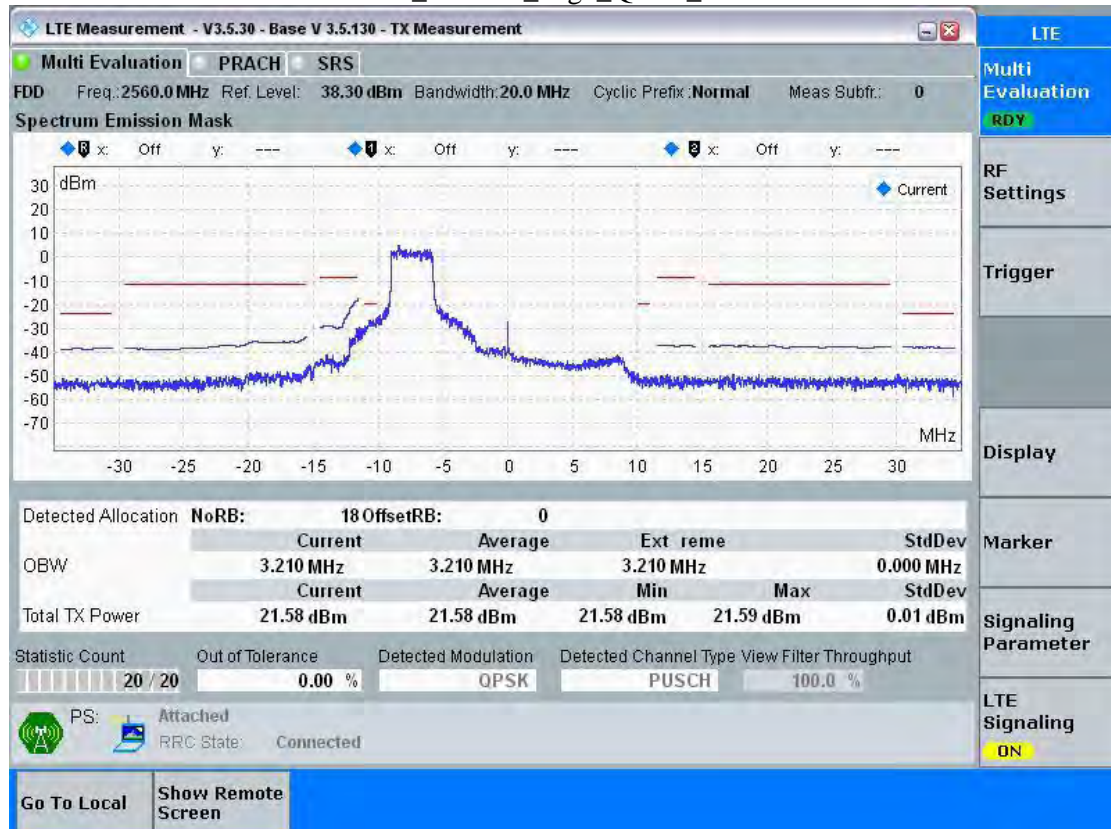 LTE Measurement - V3.5.30 - Base V 3.5.130 - TX Measurement
LTE
Multi Evaluation PRACH SRS
Multi
Evaluation
RDY
FDD Freq.:2560.0 MHz Ref. Level: 38.30 dBm Bandwidth:20.0 MHz Cyclic Prefix :Normal Meas Subfr.: 0
Spectrum Emission Mask
R x: Off y: --- 1 x: Off y: --- 2 x: Off y: ---
dBm
Current
30
20
10
0
-10
-20
-30
-40
-50
-60
-70
MHz
-30 -25 -20 -15 -10 -5 0 5 10 15 20 25 30
RF
Settings
Trigger
Display
Marker
Signaling
Parameter
LTE
Signaling
ON
Detected Allocation NoRB: 18 OffsetRB: 0
Current Average Ext reme StdDev
OBW 3.210 MHz 3.210 MHz 3.210 MHz 0.000 MHz
Current Average Min Max StdDev
Total TX Power 21.58 dBm 21.58 dBm 21.58 dBm 21.59 dBm 0.01 dBm
Statistic Count Out of Tolerance Detected Modulation Detected Channel Type View Filter Throughput
20 / 20 0.00 % QPSK PUSCH 100.0 %
PS: Attached
RRC State: Connected
Go To Local
Show Remote
Screen